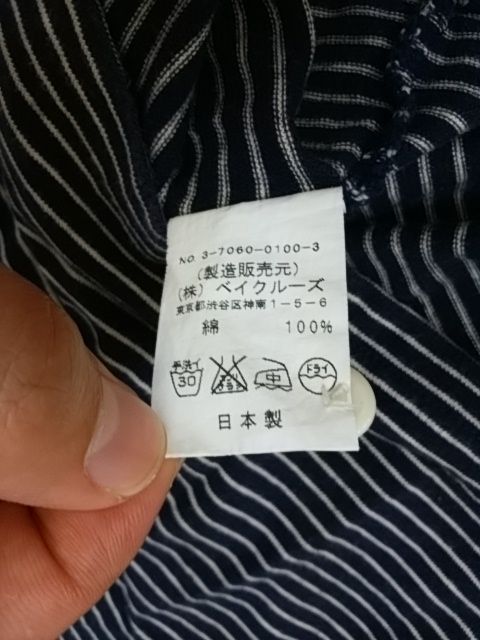 NO. 3-7060-0100-3
(製造販売元)
(株) ベイクルーズ
東京都渋谷区神南1-5-6
綿 100%
手洗イ 30 中 ドライ
日本製